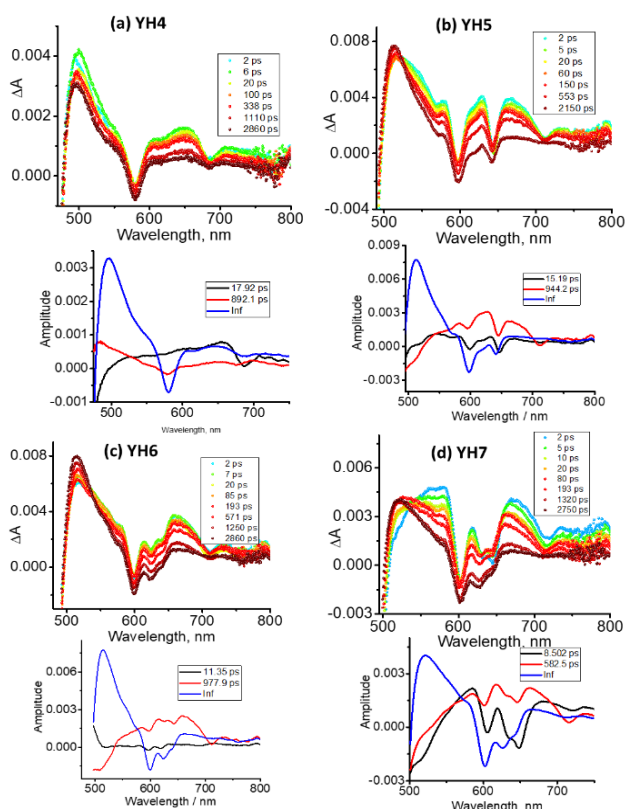 (a) YH4
0.004
0.002
0.000
ΔA
2 ps
6 ps
20 ps
100 ps
338 ps
1110 ps
2860 ps
500 600 700 800
Wavelength, nm
0.003
0.002
0.001
0.000
-0.001
Amplitude
17.92 ps
892.1 ps
Inf
500 600 700
Wavelength, nm
(b) YH5
0.008
0.004
0.000
-0.004
ΔA
2 ps
5 ps
20 ps
60 ps
150 ps
553 ps
2150 ps
500 600 700 800
Wavelength, nm
0.009
0.006
0.003
0.000
-0.003
Amplitude
15.19 ps
944.2 ps
Inf
500 600 700 800
Wavelength / nm
(c) YH6
0.008
0.004
0.000
ΔA
2 ps
7 ps
20 ps
85 ps
193 ps
571 ps
1250 ps
2860 ps
500 600 700 800
Wavelength, nm
0.006
0.003
0.000
Amplitude
11.35 ps
977.9 ps
Inf
500 550 600 650 700 750 800
Wavelength / nm
(d) YH7
0.006
0.003
0.000
-0.003
ΔA
2 ps
5 ps
10 ps
20 ps
80 ps
193 ps
1320 ps
2750 ps
500 600 700 800
Wavelength, nm
0.003
0.000
-0.003
Amplitude
8.502 ps
582.5 ps
Inf
500 550 600 650 700 750
Wavelength / nm